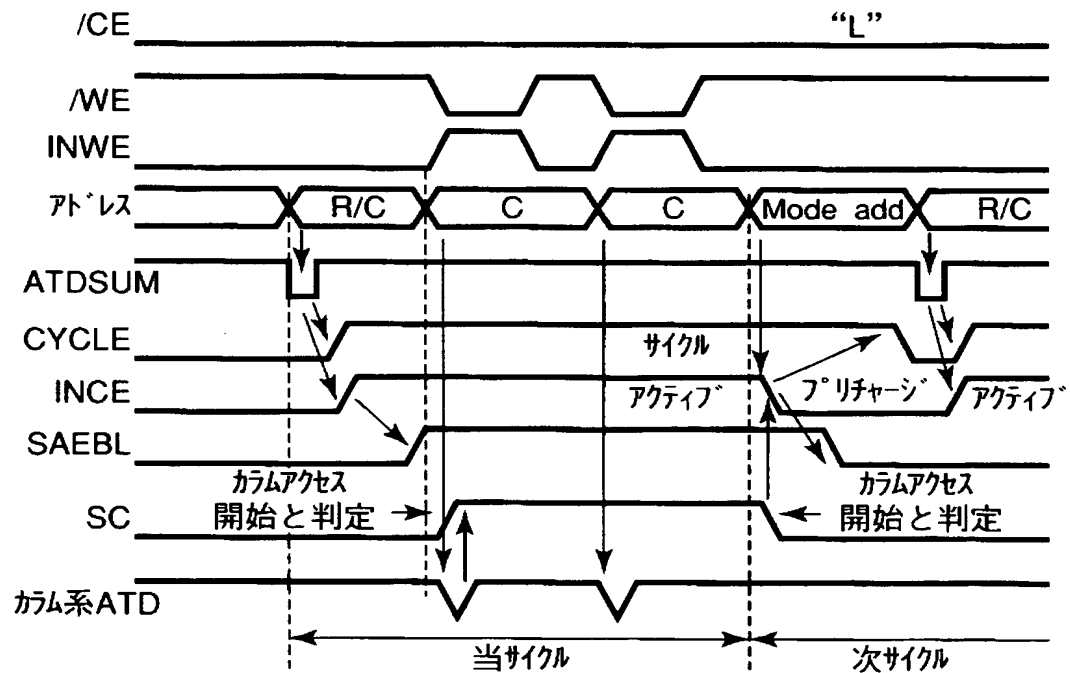 /CE
“L”
/WE
INWE
ｱﾄﾞﾚｽ
R/C
C
C
Mode add
R/C
ATDSUM
CYCLE
ｻｲｸﾙ
INCE
ｱｸﾃｨﾌﾞ
ﾌﾟﾘﾁｬｰｼﾞ
ｱｸﾃｨﾌﾞ
SAEBL
ｶﾗﾑｱｸｾｽ
開始と判定
ｶﾗﾑｱｸｾｽ
開始と判定
SC
ｶﾗﾑ系ATD
当ｻｲｸﾙ
次ｻｲｸﾙ